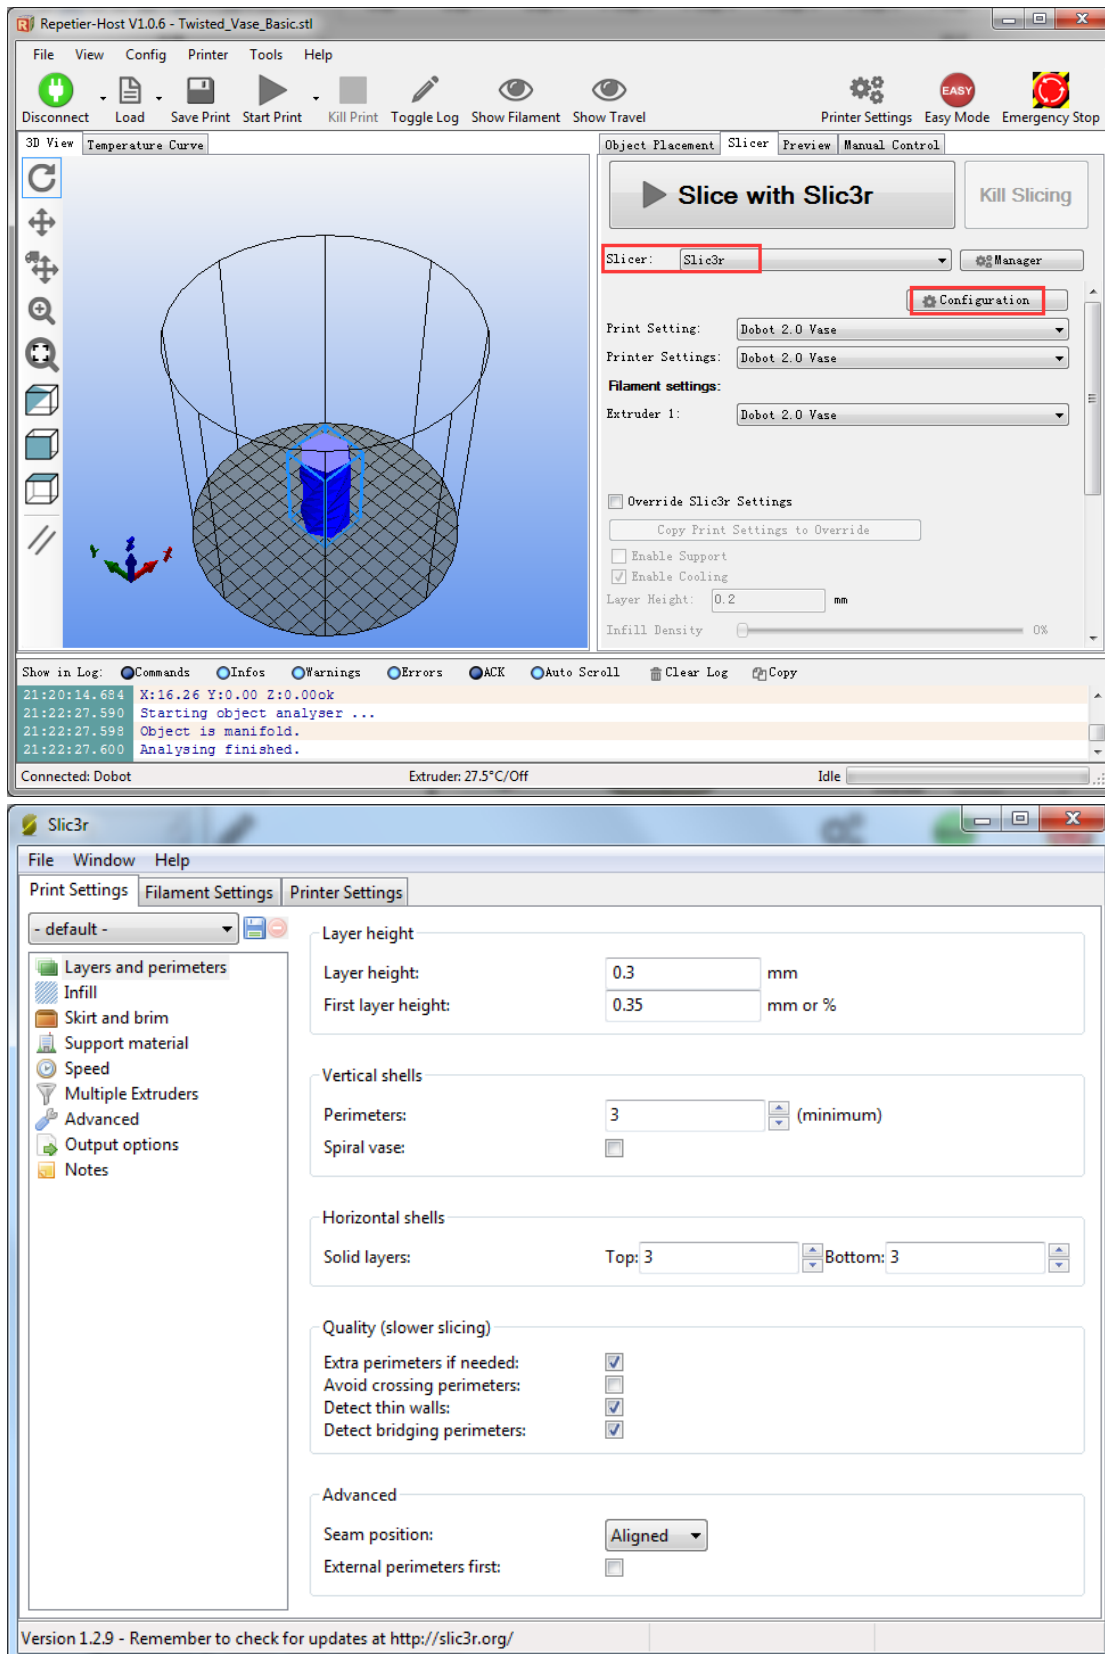 Repetier-Host V1.0.6 - Twisted_Vase_Basic.stl
File View Config Printer Tools Help
Disconnect Load Save Print Start Print Kill Print Toggle Log Show Filament Show Travel Printer Settings Easy Mode Emergency Stop
EASY
3D View Temperature Curve Object Placement Slicer Preview Manual Control
Slice with Slic3r Kill Slicing
Slicer: Slic3r Manager
Configuration
Print Setting: Dobot 2.0 Vase
Printer Settings: Dobot 2.0 Vase
Filament settings:
Extruder 1: Dobot 2.0 Vase
Override Slic3r Settings
Copy Print Settings to Override
Enable Support
Enable Cooling
Layer Height: 0.2 mm
Infill Density 0%
Show in Log: Commands Infos Warnings Errors ACK Auto Scroll Clear Log Copy
21:20:14.684 X:16.26 Y:0.00 Z:0.00ok
21:22:27.590 Starting object analyser ...
21:22:27.598 Object is manifold.
21:22:27.600 Analysing finished.
Connected: Dobot Extruder: 27.5°C/Off Idle
Slic3r
File Window Help
Print Settings Filament Settings Printer Settings
- default -
Layers and perimeters
Infill
Skirt and brim
Support material
Speed
Multiple Extruders
Advanced
Output options
Notes
Layer height
Layer height: 0.3 mm
First layer height: 0.35 mm or %
Vertical shells
Perimeters: 3 (minimum)
Spiral vase:
Horizontal shells
Solid layers: Top: 3 Bottom: 3
Quality (slower slicing)
Extra perimeters if needed:
Avoid crossing perimeters:
Detect thin walls:
Detect bridging perimeters:
Advanced
Seam position: Aligned
External perimeters first:
Version 1.2.9 - Remember to check for updates at http://slic3r.org/